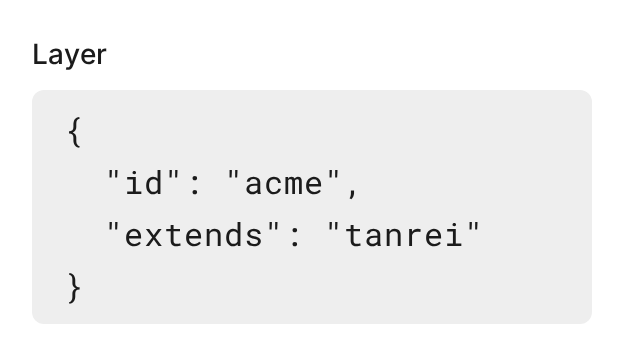 Layer
{
  "id": "acme",
  "extends": "tanrei"
}